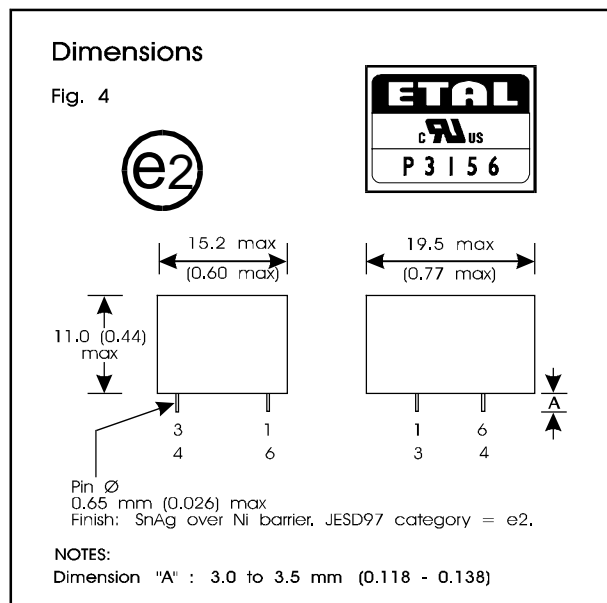 Dimensions
Fig. 4
ETAL
c RU US
P3156
e2
15.2 max
(0.60 max)
19.5 max
(0.77 max)
11.0 (0.44)
max
A
3 1
4 6
1 6
3 4
Pin Ø
0.65 mm (0.026) max
Finish: SnAg over Ni barrier, JESD97 category = e2.
NOTES:
Dimension "A" : 3.0 to 3.5 mm (0.118 - 0.138)